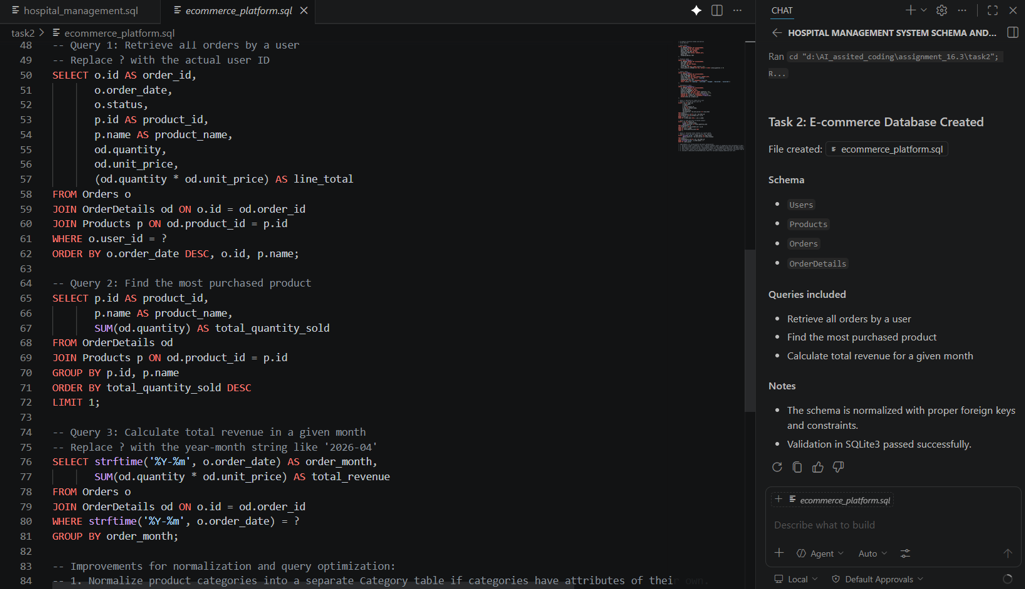 hospital_management.sql
ecommerce_platform.sql
task2 > ecommerce_platform.sql
48 -- Query 1: Retrieve all orders by a user
49 -- Replace ? with the actual user ID
50 SELECT o.id AS order_id,
51 o.order_date,
52 o.status,
53 p.id AS product_id,
54 p.name AS product_name,
55 od.quantity,
56 od.unit_price,
57 (od.quantity * od.unit_price) AS line_total
58 FROM Orders o
59 JOIN OrderDetails od ON o.id = od.order_id
60 JOIN Products p ON od.product_id = p.id
61 WHERE o.user_id = ?
62 ORDER BY o.order_date DESC, o.id, p.name;
63
64 -- Query 2: Find the most purchased product
65 SELECT p.id AS product_id,
66 p.name AS product_name,
67 SUM(od.quantity) AS total_quantity_sold
68 FROM OrderDetails od
69 JOIN Products p ON od.product_id = p.id
70 GROUP BY p.id, p.name
71 ORDER BY total_quantity_sold DESC
72 LIMIT 1;
73
74 -- Query 3: Calculate total revenue in a given month
75 -- Replace ? with the year-month string like '2026-04'
76 SELECT strftime('%Y-%m', o.order_date) AS order_month,
77 SUM(od.quantity * od.unit_price) AS total_revenue
78 FROM Orders o
79 JOIN OrderDetails od ON o.id = od.order_id
80 WHERE strftime('%Y-%m', o.order_date) = ?
81 GROUP BY order_month;
82
83 -- Improvements for normalization and query optimization:
84 -- 1. Normalize product categories into a separate Category table if categories have attributes of their own.
CHAT
HOSPITAL MANAGEMENT SYSTEM SCHEMA AND...
Ran cd "d:\AI_assited_coding\assignment_16.3\task2";
R...
Task 2: E-commerce Database Created
File created: ecommerce_platform.sql
Schema
Users
Products
Orders
OrderDetails
Queries included
Retrieve all orders by a user
Find the most purchased product
Calculate total revenue for a given month
Notes
The schema is normalized with proper foreign keys
and constraints.
Validation in SQLite3 passed successfully.
ecommerce_platform.sql
Describe what to build
Agent Auto
Local Default Approvals